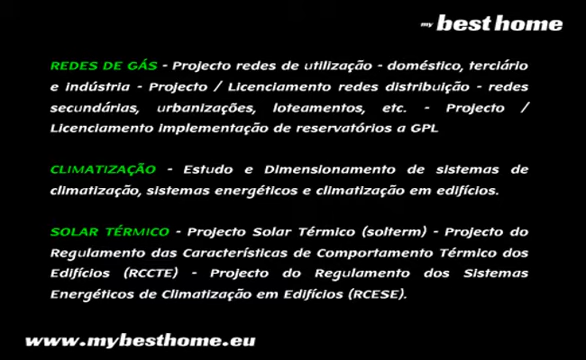 my best home
REDES DE GÁS - Projecto redes de utilização - doméstico, terciário
e indústria - Projecto / Licenciamento redes distribuição - redes
secundárias, urbanizações, loteamentos, etc. - Projecto /
Licenciamento implementação de reservatórios a GPL
CLIMATIZAÇÃO - Estudo e Dimensionamento de sistemas de
climatização, sistemas energéticos e climatização em edifícios.
SOLAR TÉRMICO - Projecto Solar Térmico (solterm) - Projecto do
Regulamento das Características de Comportamento Térmico dos
Edifícios (RCCTE) - Projecto do Regulamento dos Sistemas
Energéticos de Climatização em Edifícios (RCESE).
www.mybesthome.eu